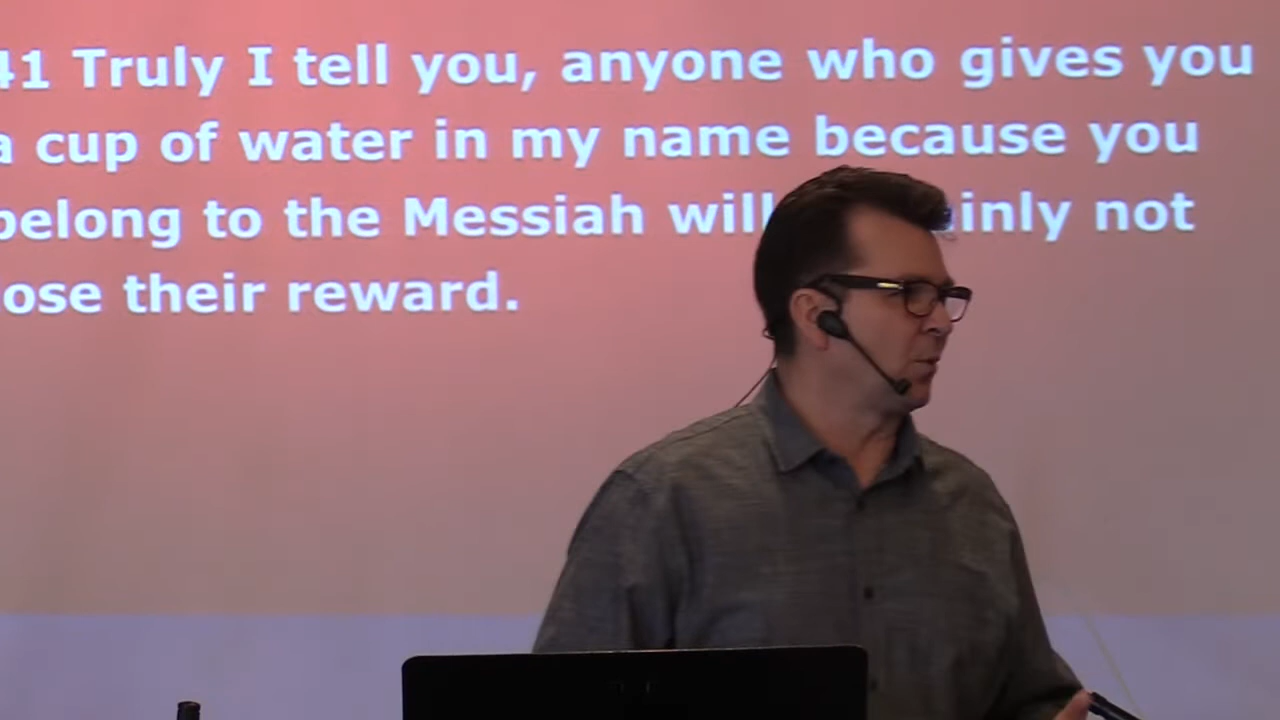 41 Truly I tell you, anyone who gives you
a cup of water in my name because you
belong to the Messiah will inly not
ose their reward.